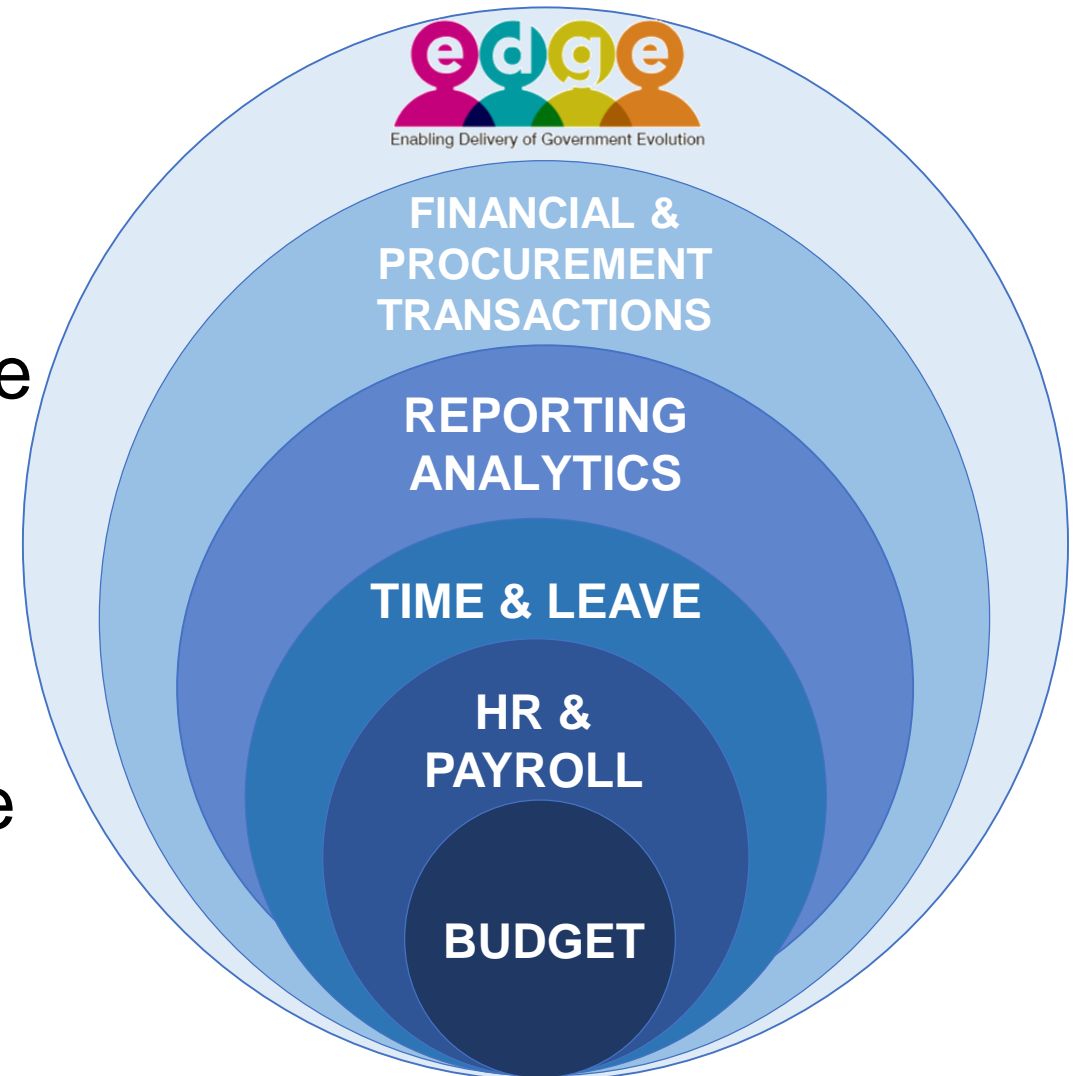 edge
Enabling Delivery of Government Evolution
FINANCIAL &
PROCUREMENT
TRANSACTIONS
e
REPORTING
ANALYTICS
TIME & LEAVE
HR &
PAYROLL
e
BUDGET